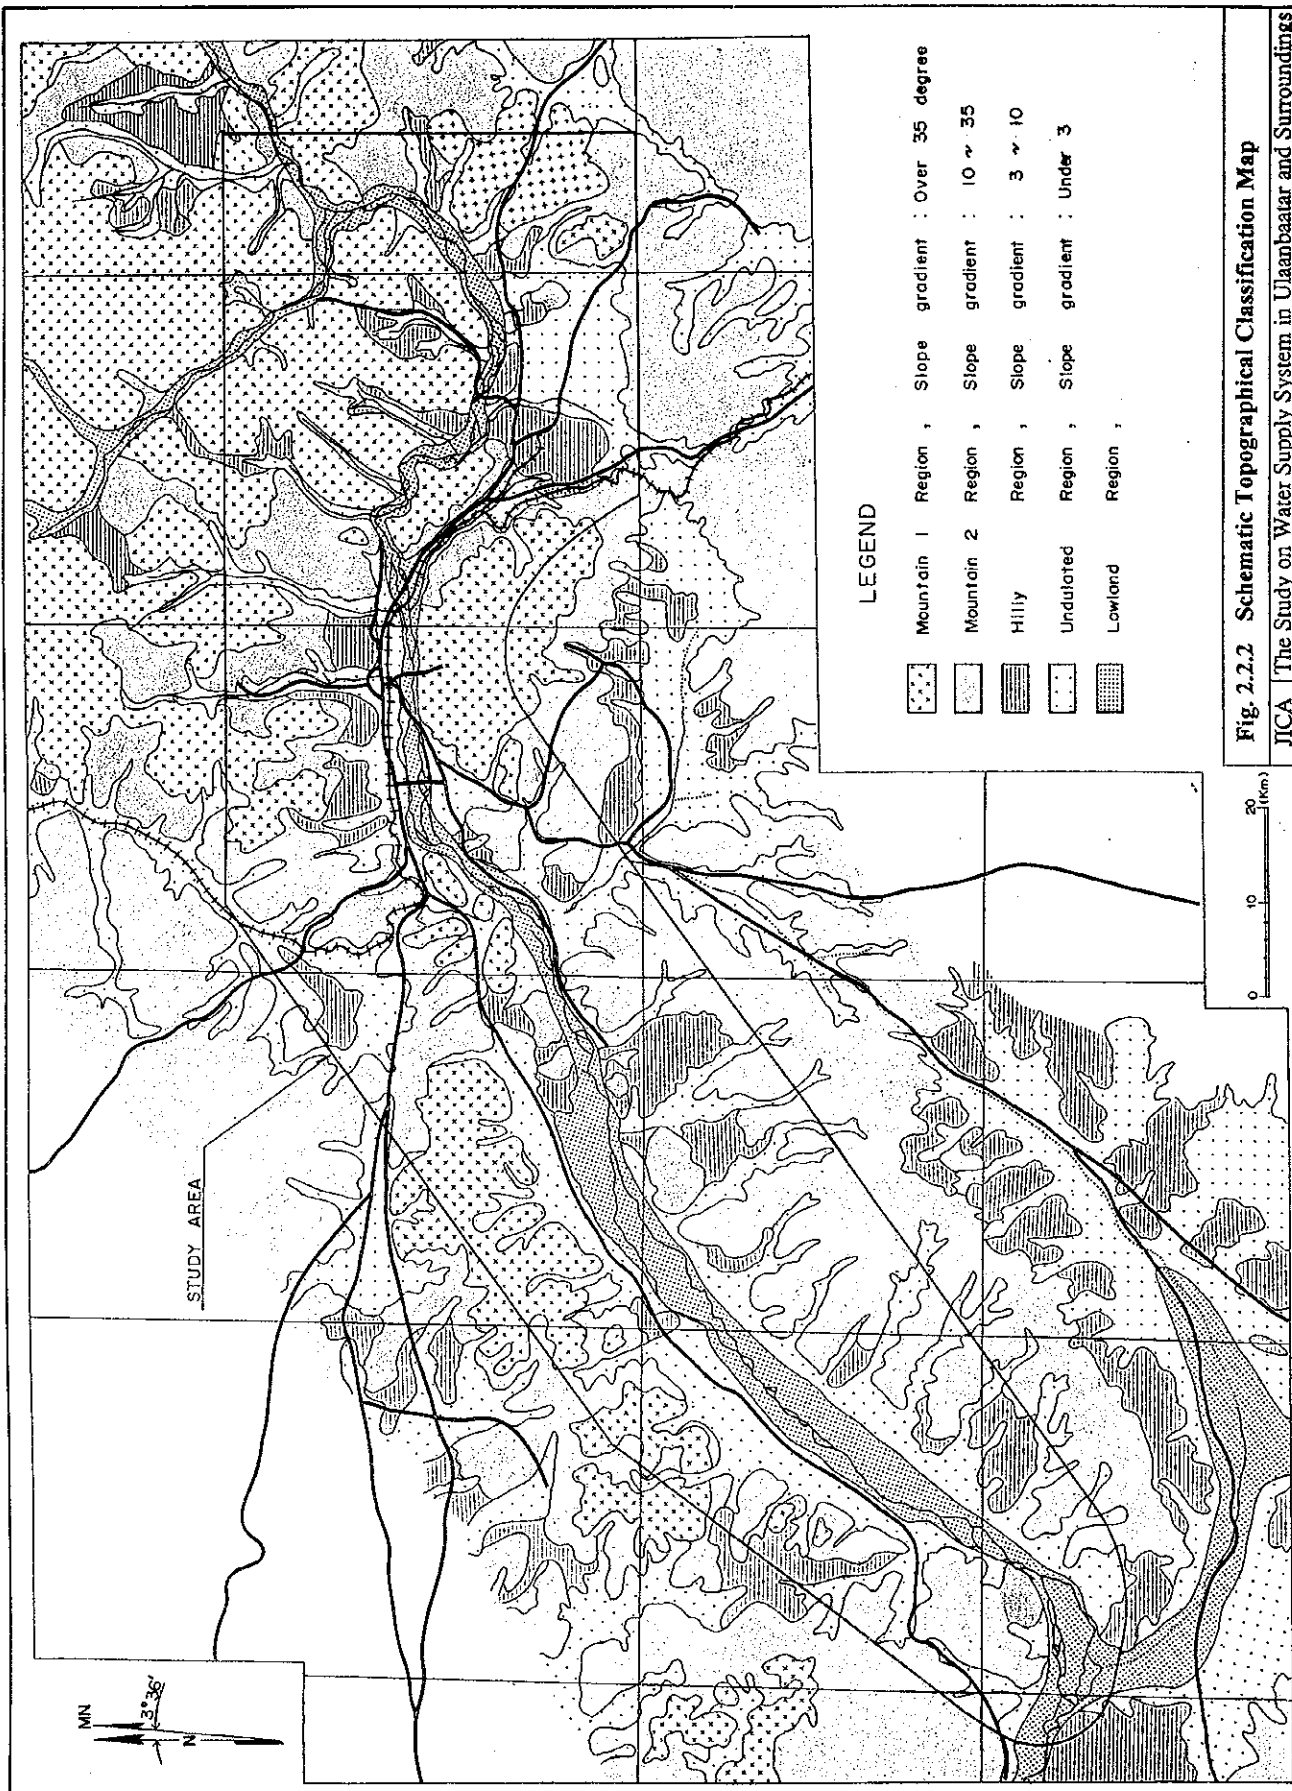 MN
3°36'
N
STUDY AREA
LEGEND
Mountain 1 Region , Slope gradient : Over 35 degree
Mountain 2 Region , Slope gradient : 10 ~ 35
Hilly Region , Slope gradient : 3 ~ 10
Undulated Region , Slope gradient : Under 3
Lowland Region ,
0 10 20
(Km)
Fig. 2.2.2 Schematic Topographical Classification Map
JICA The Study on Water Supply System in Ulaanbaatar and Surroundings